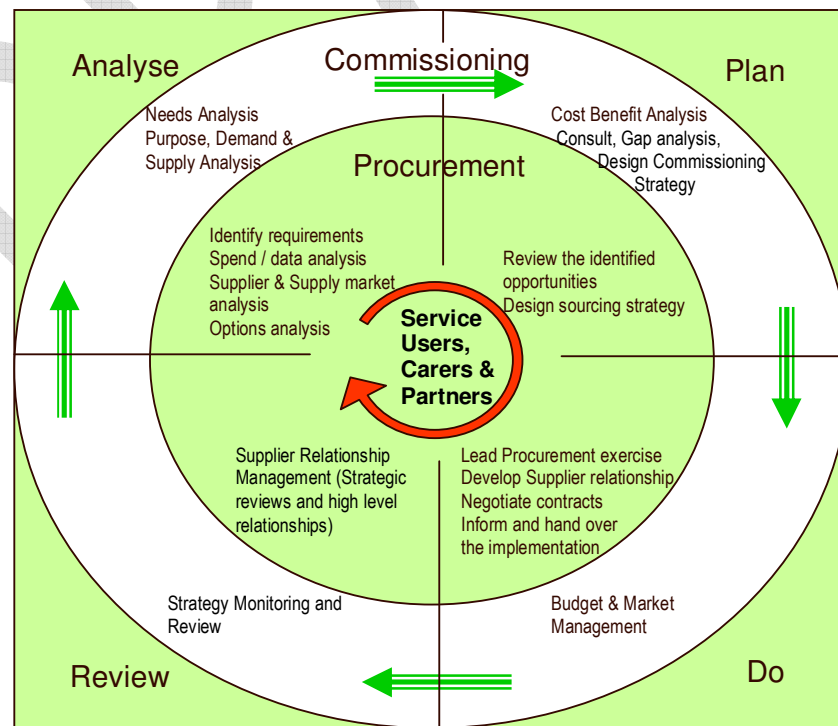 Analyse
Commissioning
Plan
Needs Analysis
Purpose, Demand &
Supply Analysis
Cost Benefit Analysis
Consult, Gap analysis,
Design Commissioning
Strategy
Procurement
Identify requirements
Spend / data analysis
Supplier & Supply market
analysis
Options analysis
Review the identified
opportunities
Design sourcing strategy
Service
Users,
Carers &
Partners
Supplier Relationship
Management (Strategic
reviews and high level
relationships)
Lead Procurement exercise
Develop Supplier relationship
Negotiate contracts
Inform and hand over
the implementation
Strategy Monitoring and
Review
Budget & Market
Management
Review
Do